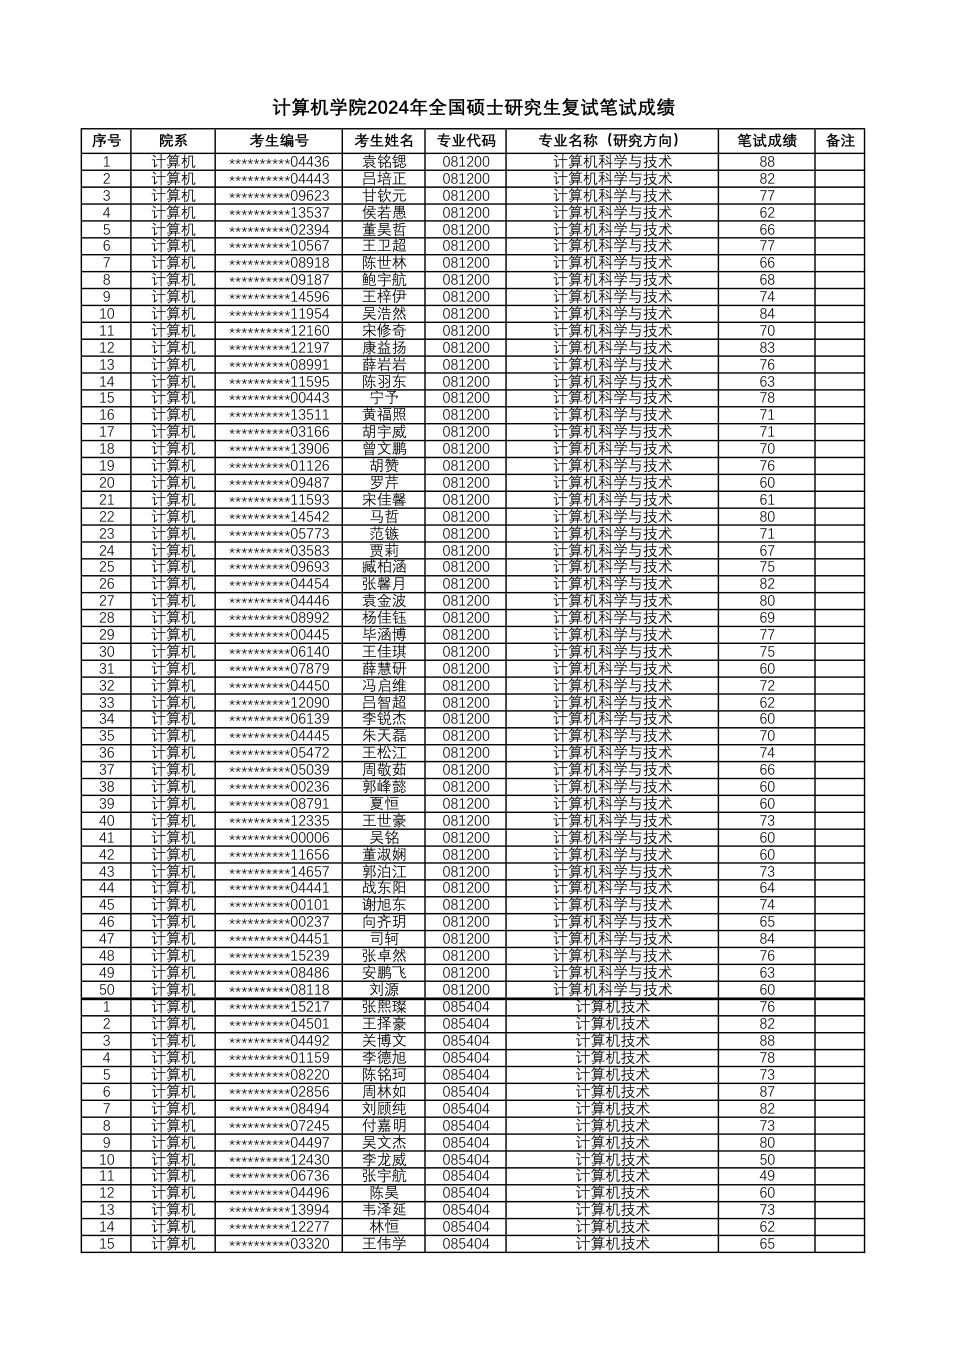 计算机学院2024年全国硕士研究生复试笔试成绩
序号 院系 考生编号 考生姓名 专业代码 专业名称（研究方向） 笔试成绩 备注
1 计算机 **********04436 袁铭锶 081200 计算机科学与技术 88
2 计算机 **********04443 吕培正 081200 计算机科学与技术 82
3 计算机 **********09623 甘钦元 081200 计算机科学与技术 77
4 计算机 **********13537 侯若愚 081200 计算机科学与技术 62
5 计算机 **********02394 董昊哲 081200 计算机科学与技术 66
6 计算机 **********10567 王卫超 081200 计算机科学与技术 77
7 计算机 **********08918 陈世林 081200 计算机科学与技术 66
8 计算机 **********09187 鲍宇航 081200 计算机科学与技术 68
9 计算机 **********14596 王梓伊 081200 计算机科学与技术 74
10 计算机 **********11954 吴浩然 081200 计算机科学与技术 84
11 计算机 **********12160 宋修奇 081200 计算机科学与技术 70
12 计算机 **********12197 康益扬 081200 计算机科学与技术 83
13 计算机 **********08991 薛岩岩 081200 计算机科学与技术 76
14 计算机 **********11595 陈羽东 081200 计算机科学与技术 63
15 计算机 **********00443 宁予 081200 计算机科学与技术 78
16 计算机 **********13511 黄福照 081200 计算机科学与技术 71
17 计算机 **********03166 胡宇威 081200 计算机科学与技术 71
18 计算机 **********13906 曾文鹏 081200 计算机科学与技术 70
19 计算机 **********01126 胡赞 081200 计算机科学与技术 76
20 计算机 **********09487 罗芹 081200 计算机科学与技术 60
21 计算机 **********11593 宋佳馨 081200 计算机科学与技术 61
22 计算机 **********14542 马哲 081200 计算机科学与技术 80
23 计算机 **********05773 范镞 081200 计算机科学与技术 71
24 计算机 **********03583 贾莉 081200 计算机科学与技术 67
25 计算机 **********09693 臧柏涵 081200 计算机科学与技术 75
26 计算机 **********04454 张馨月 081200 计算机科学与技术 82
27 计算机 **********04446 袁金波 081200 计算机科学与技术 80
28 计算机 **********08992 杨佳钰 081200 计算机科学与技术 69
29 计算机 **********00445 毕涵博 081200 计算机科学与技术 77
30 计算机 **********06140 王佳琪 081200 计算机科学与技术 75
31 计算机 **********07879 薛慧研 081200 计算机科学与技术 60
32 计算机 **********04450 冯启维 081200 计算机科学与技术 72
33 计算机 **********12090 吕智超 081200 计算机科学与技术 62
34 计算机 **********06139 李锐杰 081200 计算机科学与技术 60
35 计算机 **********04445 朱天磊 081200 计算机科学与技术 70
36 计算机 **********05472 王松江 081200 计算机科学与技术 74
37 计算机 **********05039 周敬茹 081200 计算机科学与技术 66
38 计算机 **********00236 郭峰懿 081200 计算机科学与技术 60
39 计算机 **********08791 夏恒 081200 计算机科学与技术 60
40 计算机 **********12335 王世豪 081200 计算机科学与技术 73
41 计算机 **********00006 吴铭 081200 计算机科学与技术 60
42 计算机 **********11656 董淑娴 081200 计算机科学与技术 60
43 计算机 **********14657 郭泊江 081200 计算机科学与技术 73
44 计算机 **********04441 战东阳 081200 计算机科学与技术 64
45 计算机 **********00101 谢旭东 081200 计算机科学与技术 74
46 计算机 **********00237 向齐玥 081200 计算机科学与技术 65
47 计算机 **********04451 司轲 081200 计算机科学与技术 84
48 计算机 **********15239 张卓然 081200 计算机科学与技术 76
49 计算机 **********08486 安鹏飞 081200 计算机科学与技术 63
50 计算机 **********08118 刘源 081200 计算机科学与技术 60
1 计算机 **********15217 张熙璨 085404 计算机技术 76
2 计算机 **********04501 王择豪 085404 计算机技术 82
3 计算机 **********04492 关博文 085404 计算机技术 88
4 计算机 **********01159 李德旭 085404 计算机技术 78
5 计算机 **********08220 陈铭珂 085404 计算机技术 73
6 计算机 **********02856 周林如 085404 计算机技术 87
7 计算机 **********08494 刘顾纯 085404 计算机技术 82
8 计算机 **********07245 付嘉明 085404 计算机技术 73
9 计算机 **********04497 吴文杰 085404 计算机技术 80
10 计算机 **********12430 李龙威 085404 计算机技术 50
11 计算机 **********06736 张宇航 085404 计算机技术 49
12 计算机 **********04496 陈昊 085404 计算机技术 60
13 计算机 **********13994 韦泽延 085404 计算机技术 73
14 计算机 **********12277 林恒 085404 计算机技术 62
15 计算机 **********03320 王伟学 085404 计算机技术 65